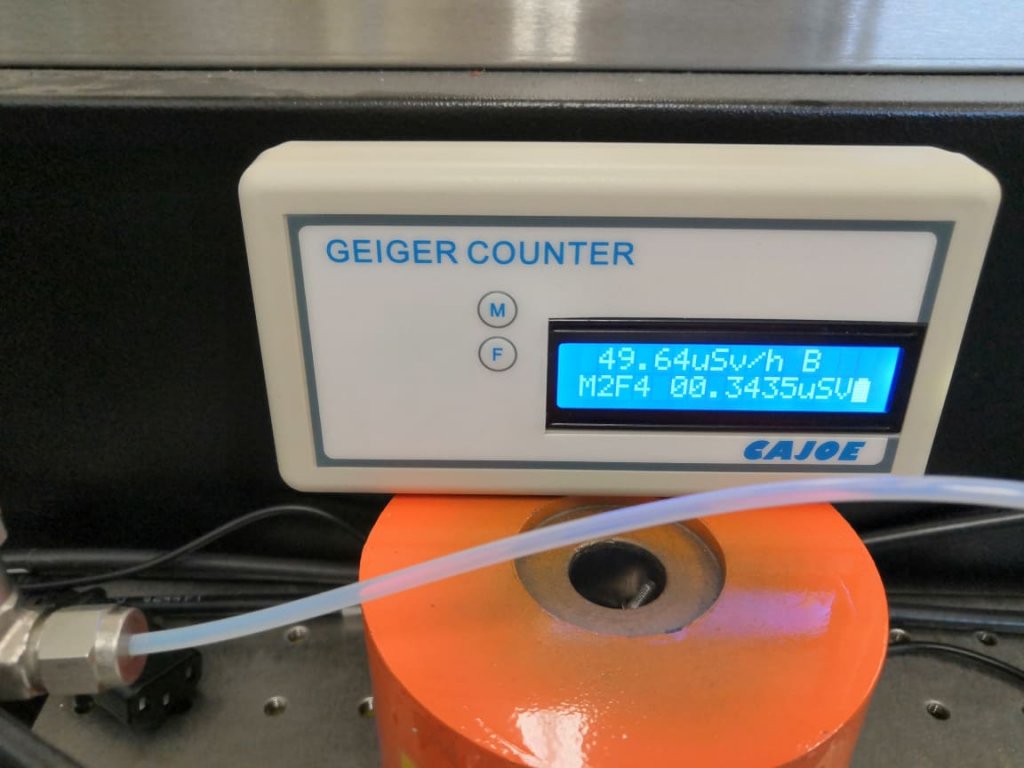 GEIGER COUNTER
M
F
49.64uSv/h B
M2F4 00.3435uSV
CAJOE